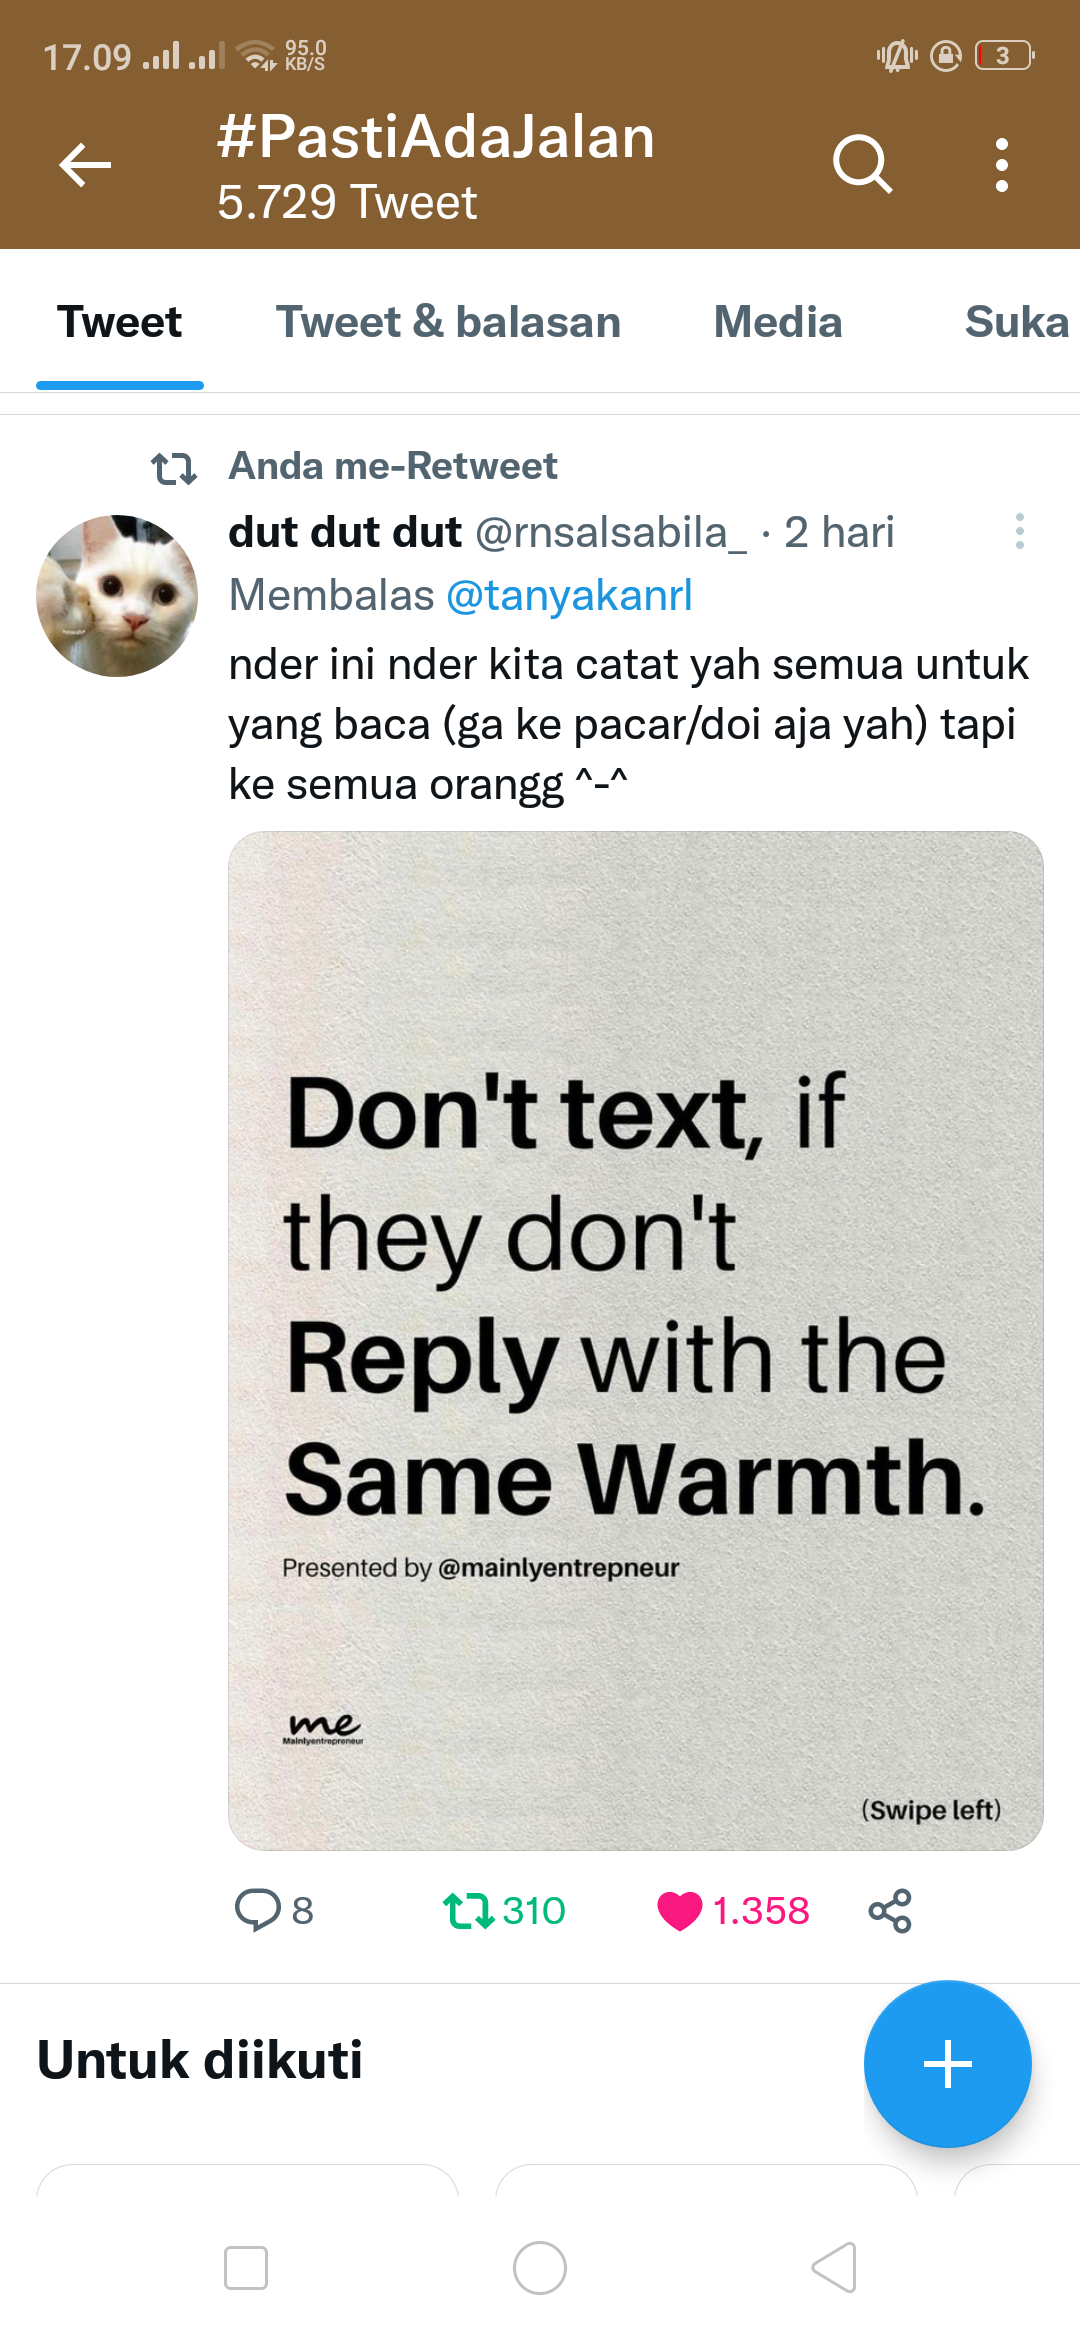 17.09
95.0
KB/S
3
#PastiAdaJalan
5.729 Tweet
Tweet
Tweet & balasan
Media
Suka
Anda me-Retweet
dut dut dut @rnsalsabila_ · 2 hari
Membalas @tanyakanrl
nder ini nder kita catat yah semua untuk
yang baca (ga ke pacar/doi aja yah) tapi
ke semua orangg ^-^
Don't text, if
they don't
Reply with the
Same Warmth.
Presented by @mainlyentrepneur
me
Mainlyentrepreneur
(Swipe left)
8
310
1.358
Untuk diikuti